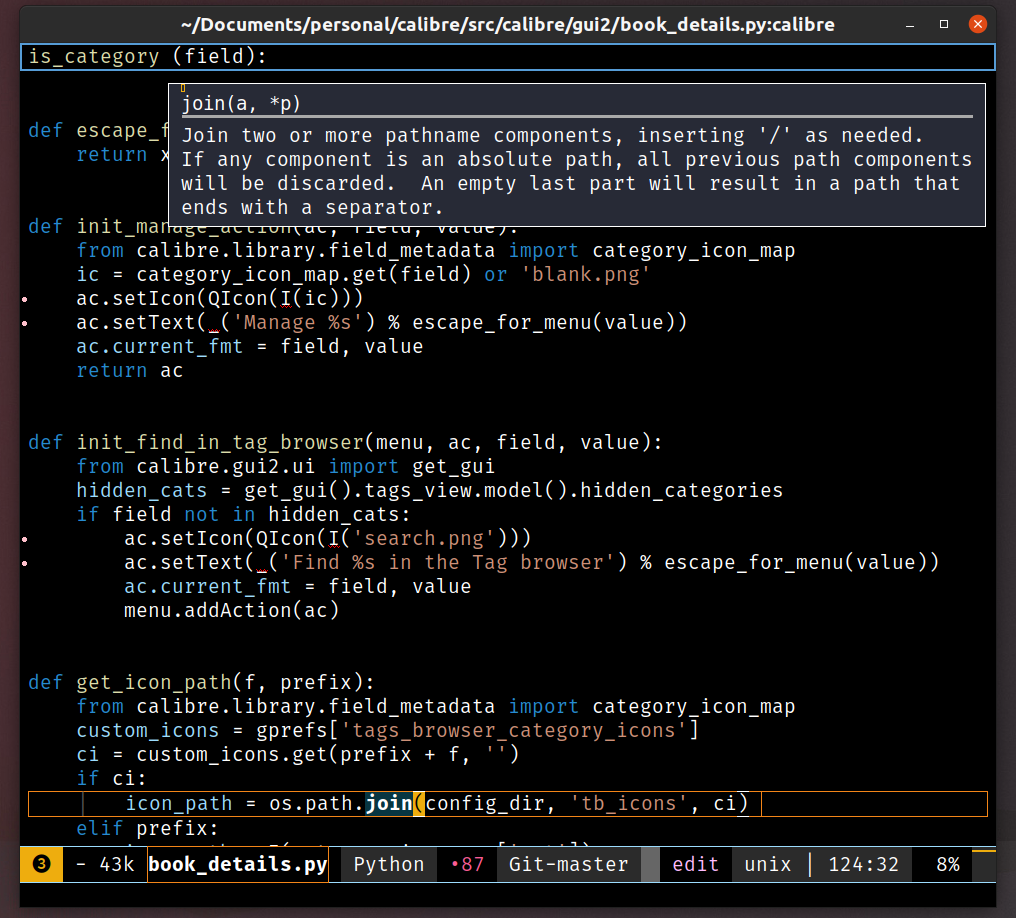 ~/Documents/personal/calibre/src/calibre/gui2/book_details.py:calibre
is_category (field):
join(a, *p)
Join two or more pathname components, inserting '/' as needed.
If any component is an absolute path, all previous path components
will be discarded.  An empty last part will result in a path that
ends with a separator.
def escape_f
    return x
def init_manage_action(ac, field, value):
    from calibre.library.field_metadata import category_icon_map
    ic = category_icon_map.get(field) or 'blank.png'
    ac.setIcon(QIcon(I(ic)))
    ac.setText(_('Manage %s') % escape_for_menu(value))
    ac.current_fmt = field, value
    return ac
def init_find_in_tag_browser(menu, ac, field, value):
    from calibre.gui2.ui import get_gui
    hidden_cats = get_gui().tags_view.model().hidden_categories
    if field not in hidden_cats:
        ac.setIcon(QIcon(I('search.png')))
        ac.setText(_('Find %s in the Tag browser') % escape_for_menu(value))
        ac.current_fmt = field, value
        menu.addAction(ac)
def get_icon_path(f, prefix):
    from calibre.library.field_metadata import category_icon_map
    custom_icons = gprefs['tags_browser_category_icons']
    ci = custom_icons.get(prefix + f, '')
    if ci:
        icon_path = os.path.join(config_dir, 'tb_icons', ci)
    elif prefix:
❸ - 43k book_details.py Python •87 Git-master edit unix | 124:32 8%